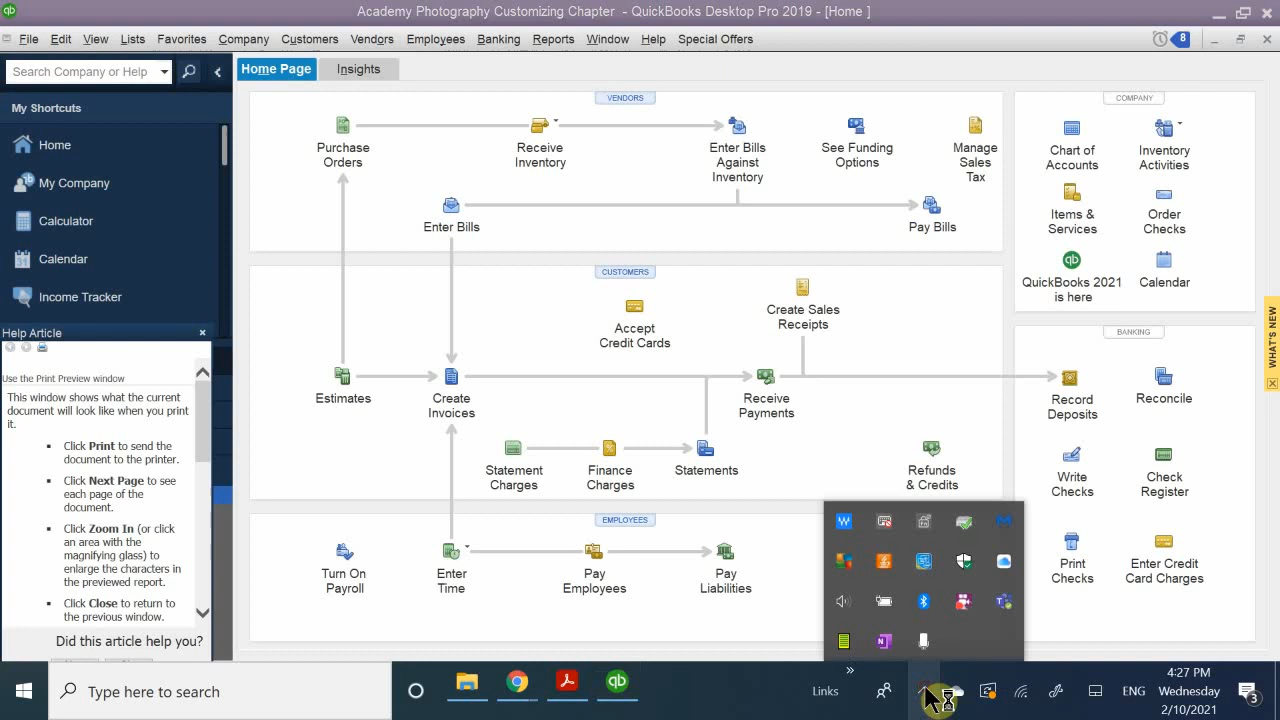 Academy Photography Customizing Chapter - QuickBooks Desktop Pro 2019 - [Home ]
File Edit View Lists Favorites Company Customers Vendors Employees Banking Reports Window Help Special Offers
8
Search Company or Help
My Shortcuts
Home
My Company
Calculator
Calendar
31
Income Tracker
Help Article
Use the Print Preview window
This window shows what the current
document will look like when you print
it.
Click Print to send the
document to the printer.
Click Next Page to see
each page of the
document.
Click Zoom In (or click
an area with the
magnifying glass) to
enlarge the characters in
the previewed report.
Click Close to return to
the previous window.
Did this article help you?
Home Page
Insights
VENDORS
Purchase
Orders
Receive
Inventory
Enter Bills
Against
Inventory
See Funding
Options
Manage
Sales
Tax
Enter Bills
Pay Bills
CUSTOMERS
Accept
Credit Cards
Create Sales
Receipts
Estimates
Create
Invoices
Receive
Payments
Statement
Charges
Finance
Charges
Statements
Refunds
& Credits
EMPLOYEES
Turn On
Payroll
Enter
Time
Pay
Employees
Pay
Liabilities
COMPANY
Chart of
Accounts
Inventory
Activities
Items &
Services
Order
Checks
qb
QuickBooks 2021
is here
Calendar
BANKING
Record
Deposits
Reconcile
Write
Checks
Check
Register
Print
Checks
Enter Credit
Card Charges
WHAT'S NEW
Type here to search
qb
Links
ENG
4:27 PM
Wednesday
2/10/2021
3